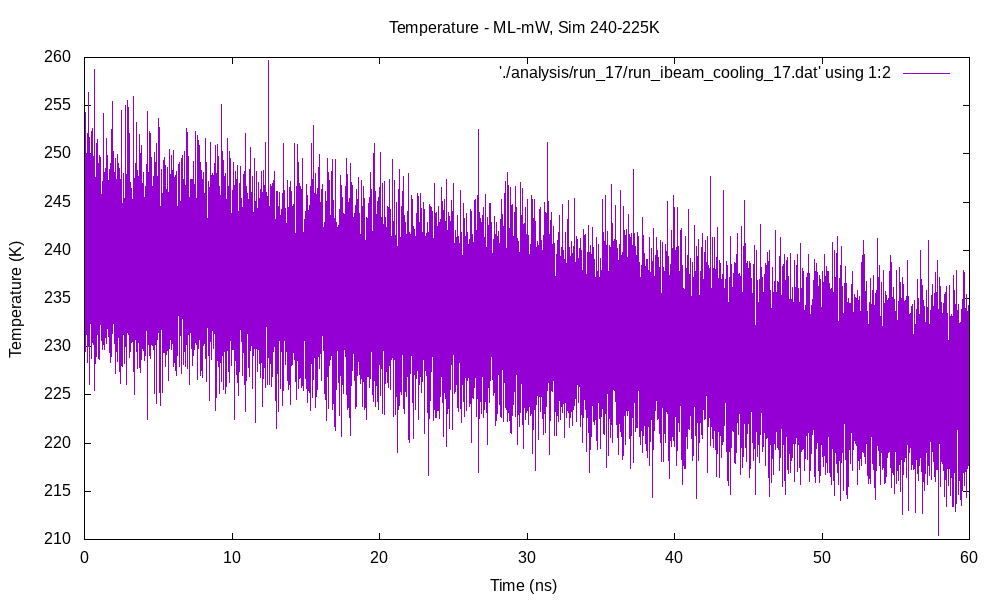 Temperature - ML-mW, Sim 240-225K
'./analysis/run_17/run_ibeam_cooling_17.dat' using 1:2
260
255
250
245
240
235
230
225
220
215
210
Temperature (K)
0 10 20 30 40 50 60
Time (ns)